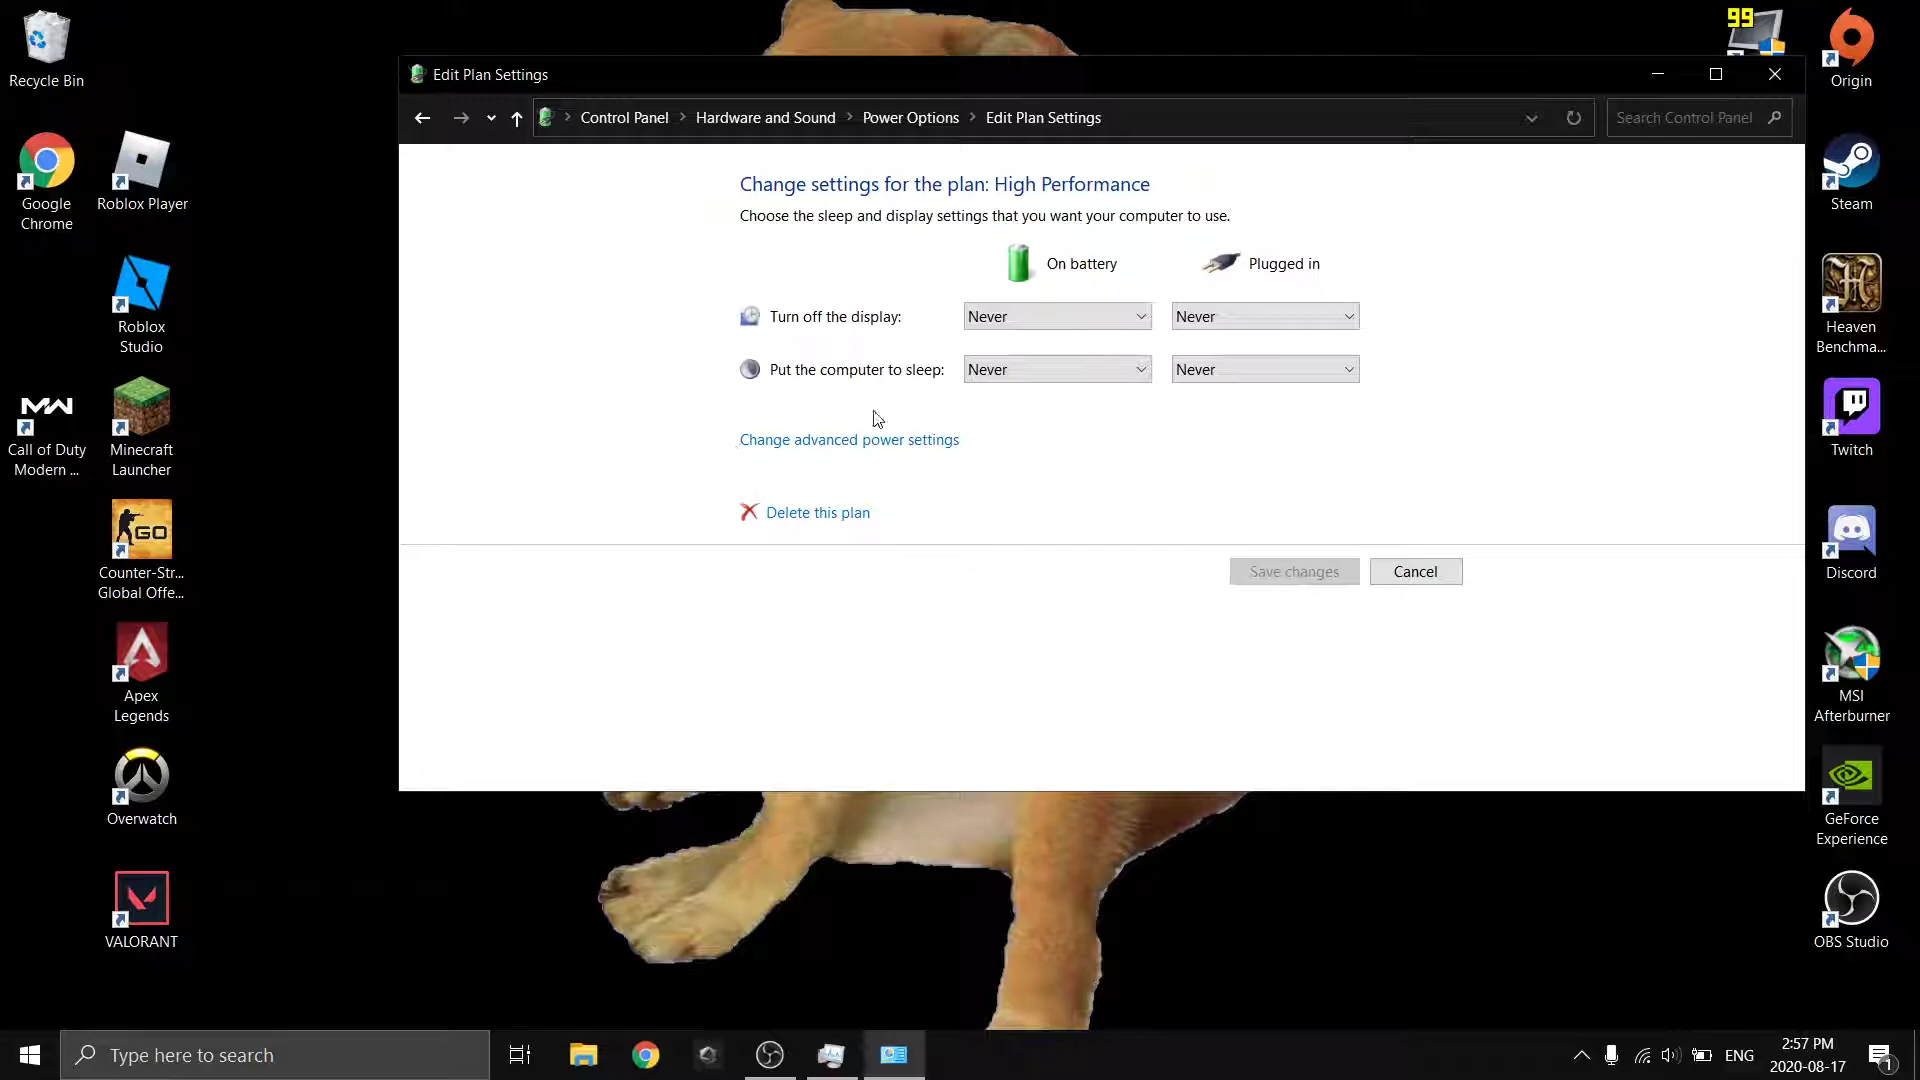 Recycle Bin
Google
Chrome
Roblox Player
Roblox
Studio
MW
Call of Duty
Modern ...
Minecraft
Launcher
GO
Counter-Str...
Global Offe...
Apex
Legends
Overwatch
VALORANT
Edit Plan Settings
Control Panel
Hardware and Sound
Power Options
Edit Plan Settings
Search Control Panel
Change settings for the plan: High Performance
Choose the sleep and display settings that you want your computer to use.
On battery
Plugged in
Turn off the display:
Never
Never
Put the computer to sleep:
Never
Never
Change advanced power settings
Delete this plan
Save changes
Cancel
99
Origin
Steam
Heaven
Benchma...
Twitch
Discord
MSI
Afterburner
GeForce
Experience
OBS Studio
Type here to search
ENG
2:57 PM
2020-08-17
1